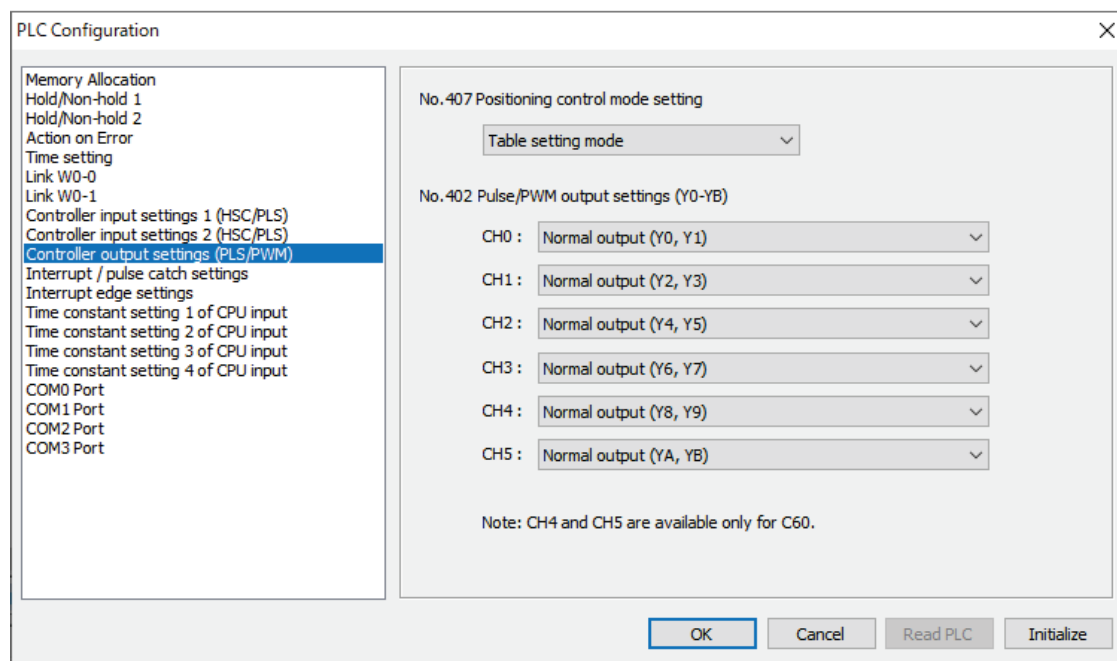 PLC Configuration
Memory Allocation
Hold/Non-hold 1
Hold/Non-hold 2
Action on Error
Time setting
Link W0-0
Link W0-1
Controller input settings 1 (HSC/PLS)
Controller input settings 2 (HSC/PLS)
Controller output settings (PLS/PWM)
Interrupt / pulse catch settings
Interrupt edge settings
Time constant setting 1 of CPU input
Time constant setting 2 of CPU input
Time constant setting 3 of CPU input
Time constant setting 4 of CPU input
COM0 Port
COM1 Port
COM2 Port
COM3 Port
No.407 Positioning control mode setting
Table setting mode
No.402 Pulse/PWM output settings (Y0-YB)
CH0 : Normal output (Y0, Y1)
CH1 : Normal output (Y2, Y3)
CH2 : Normal output (Y4, Y5)
CH3 : Normal output (Y6, Y7)
CH4 : Normal output (Y8, Y9)
CH5 : Normal output (YA, YB)
Note: CH4 and CH5 are available only for C60.
OK Cancel Read PLC Initialize